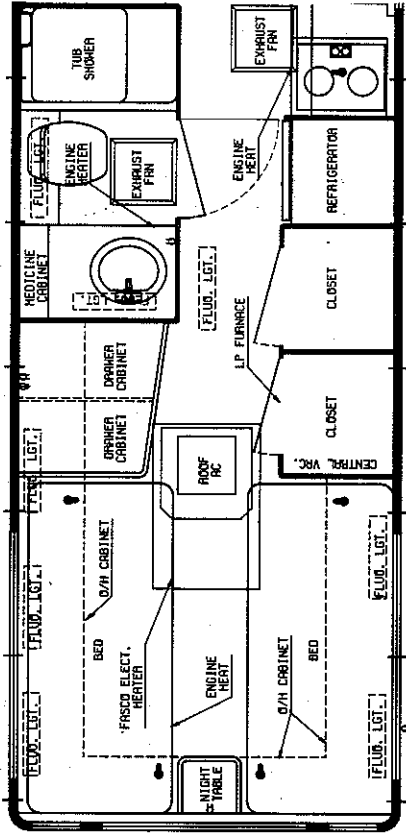 TUB
SHOWER
EXHAUST
FAN
FLUO. LGT.
ENGINE
HEATER
EXHAUST
FAN
ENGINE
HEAT
REFRIGERATOR
MEDICINE
CABINET
FLUO. LGT.
FLUO. LGT.
CLOSET
LP FURNACE
DRAWER
CABINET
DRAWER
CABINET
CLOSET
CENTRAL VAC.
ROOF
AC
FLUO. LGT.
FLUO. LGT.
FLUO. LGT.
O/H CABINET
BED
FASCO ELECT.
HEATER
ENGINE
HEAT
O/H CABINET
BED
FLUO. LGT.
FLUO. LGT.
NIGHT
TABLE